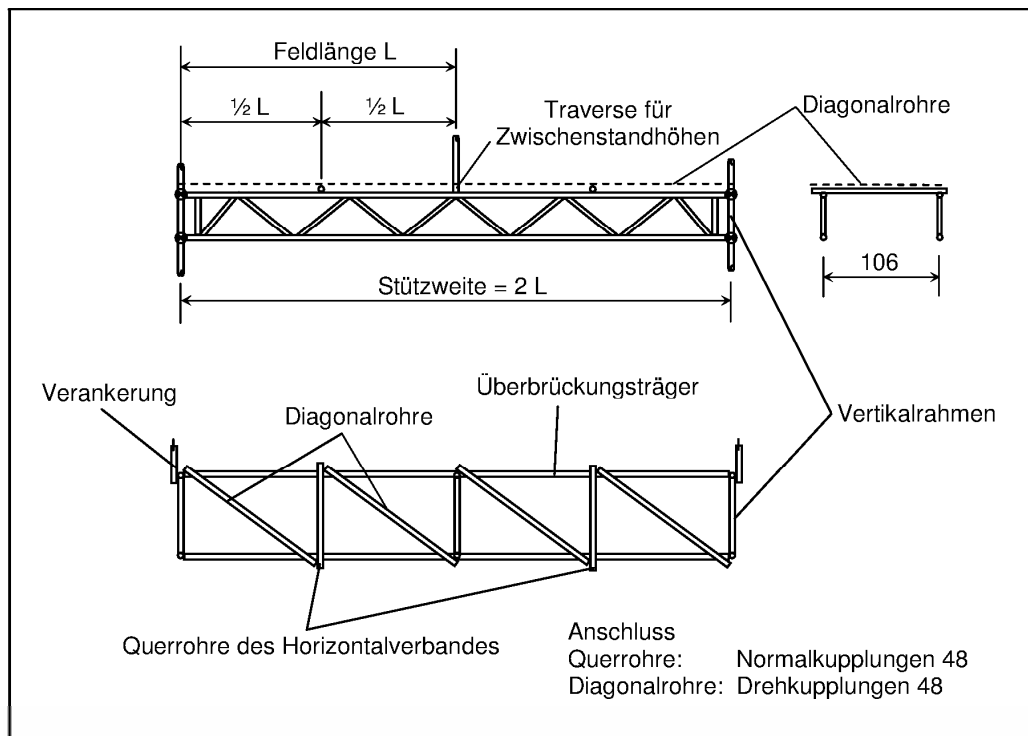 Feldlänge L
½ L
½ L
Traverse für
Zwischenstandhöhen
Diagonalrohre
106
Stützweite = 2 L
Verankerung
Diagonalrohre
Überbrückungsträger
Vertikalrahmen
Querrohre des Horizontalverbandes
Anschluss
Querrohre: Normalkupplungen 48
Diagonalrohre: Drehkupplungen 48